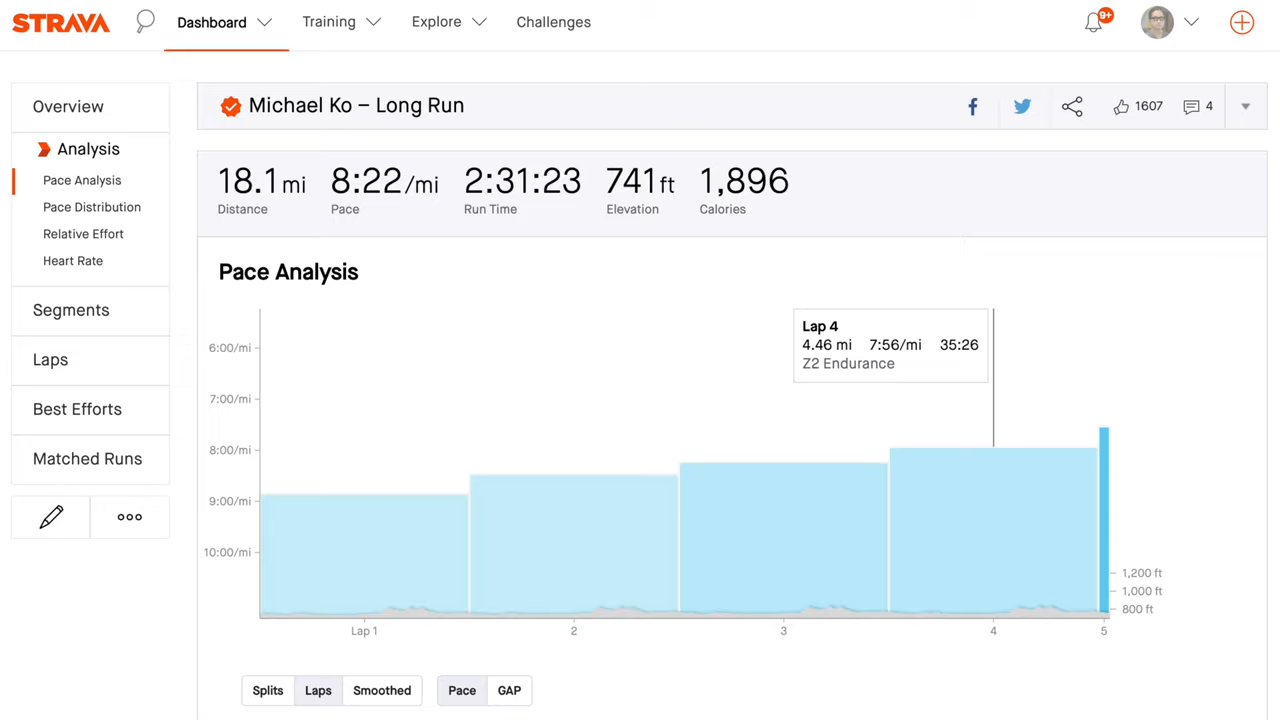 STRAVA Dashboard Training Explore Challenges 9+
Overview
Analysis
Pace Analysis
Pace Distribution
Relative Effort
Heart Rate
Segments
Laps
Best Efforts
Matched Runs
Michael Ko – Long Run 1607 4
18.1 mi 8:22 /mi 2:31:23 741 ft 1,896
Distance Pace Run Time Elevation Calories
Pace Analysis
Lap 4
4.46 mi 7:56/mi 35:26
Z2 Endurance
6:00/mi
7:00/mi
8:00/mi
9:00/mi
10:00/mi
1,200 ft
1,000 ft
800 ft
Lap 1 2 3 4 5
Splits Laps Smoothed Pace GAP